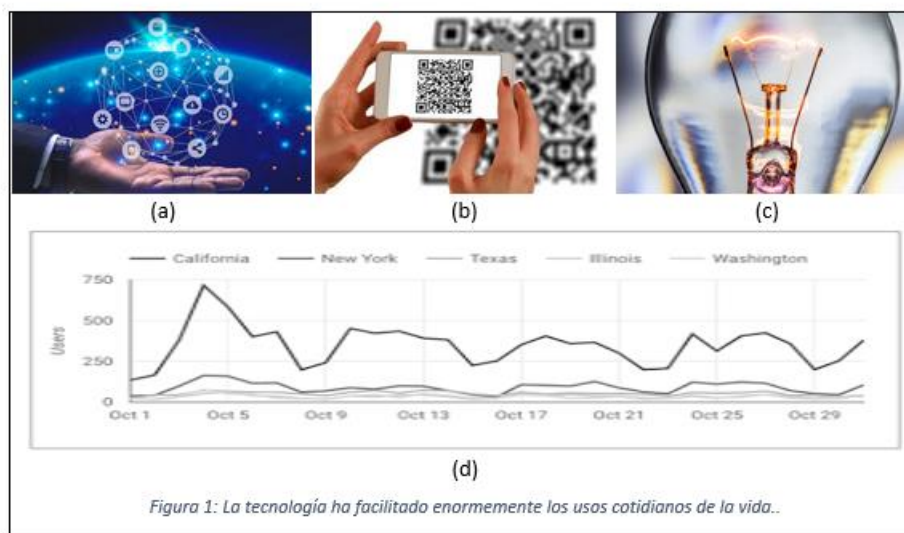 (a) (b) (c)
California New York Texas Illinois Washington
750
500
250
0
Users
Oct 1 Oct 5 Oct 9 Oct 13 Oct 17 Oct 21 Oct 25 Oct 29
(d)
Figura 1: La tecnología ha facilitado enormemente los usos cotidianos de la vida..